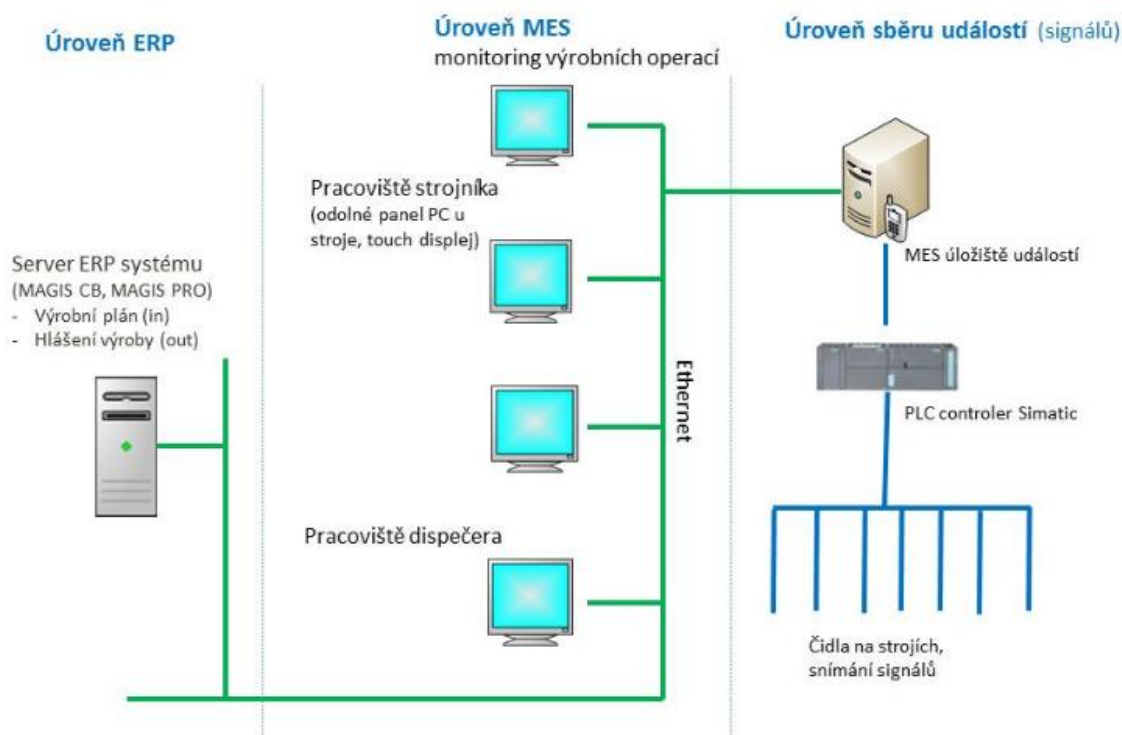 Úroveň ERP
Úroveň MES
monitoring výrobních operací
Úroveň sběru událostí (signálů)
Pracoviště strojníka
(odolné panel PC u
stroje, touch displej)
Server ERP systému
(MAGIS CB, MAGIS PRO)
- Výrobní plán (in)
- Hlášení výroby (out)
MES úložiště událostí
Ethernet
PLC controler Simatic
Pracoviště dispečera
Čidla na strojích,
snímání signálů